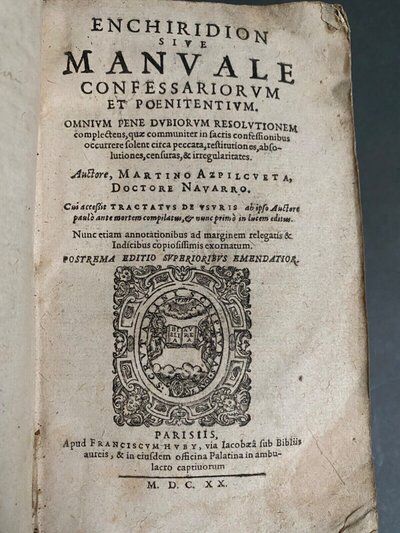 ENCHIRIDION
SIVE
MANVALE
CONFESSARIORVM
ET POENITENTIVM.
OMNIVM PENE DVBIORVM RESOLVTIONEM
complectens, quæ communiter in sacris confessionibus
occurrere solent circa peccata, restitutiones, abso-
lutiones, censuras, & irregularitates.
Auctore, MARTINO AZPILCVETA,
DOCTORE NAVARRO.
Cui accessit TRACTATVS DE VSVRIS ab ipso Auctore
paulò ante mortem compilatus, & nunc primò in lucem editus.
Nunc etiam annotationibus ad marginem relegatis &
Indicibus copiosissimis exornatum.
POSTREMA EDITIO SVPERIORIBVS EMENDATIOR.
PARISIIS,
Apud FRANCISCVM HVBY, via Iacobæâ sub Bibliis
aureis, & in eiusdem officina Palatina in ambu-
lacro captiuorum
M. D. C. XX.